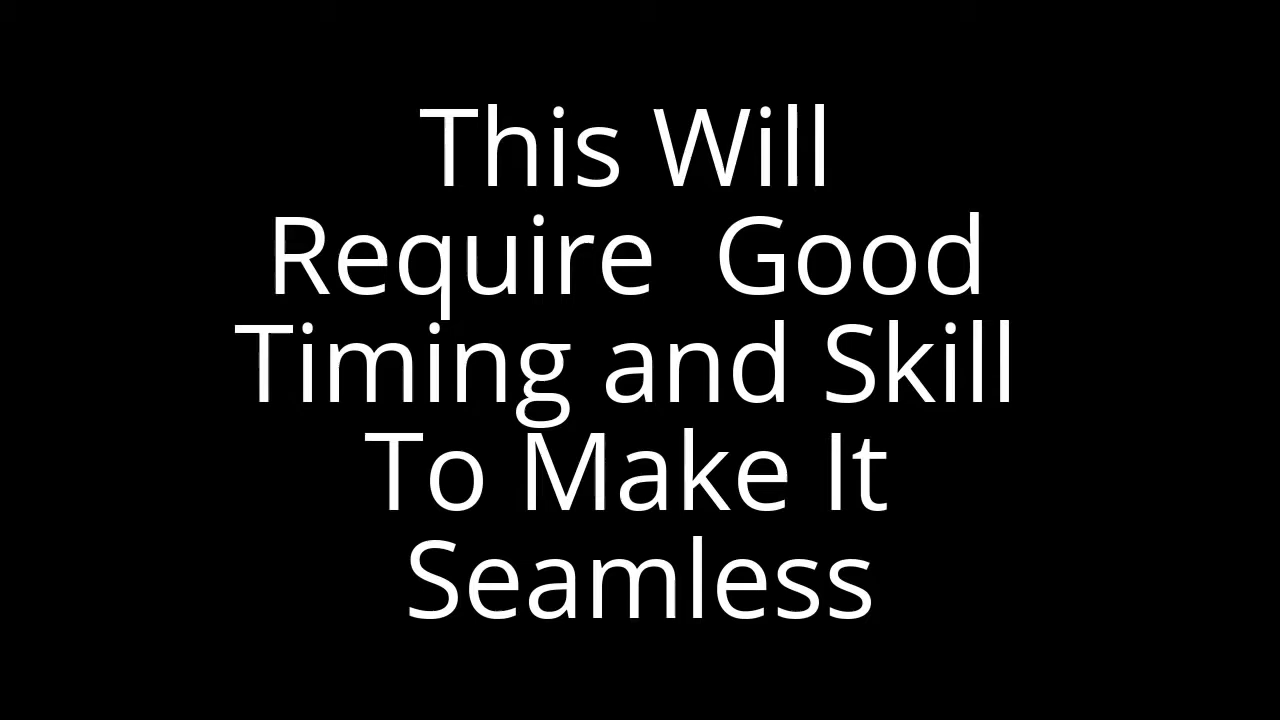 This Will
Require  Good
Timing and Skill
To Make It
Seamless